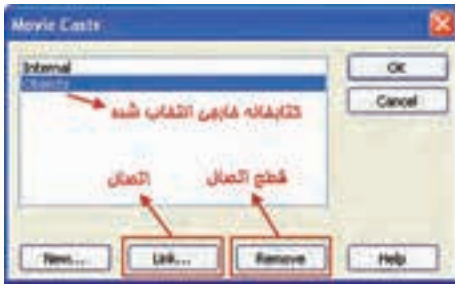 Movie Casts
Internal
Objects
OK
Cancel
کتابخانه خارجی انتخاب شده
اتصال
قطع اتصال
New...
Link...
Remove
Help